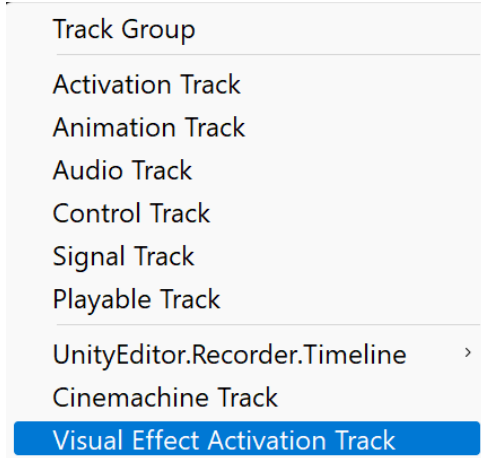 Track Group
Activation Track
Animation Track
Audio Track
Control Track
Signal Track
Playable Track
UnityEditor.Recorder.Timeline
Cinemachine Track
Visual Effect Activation Track